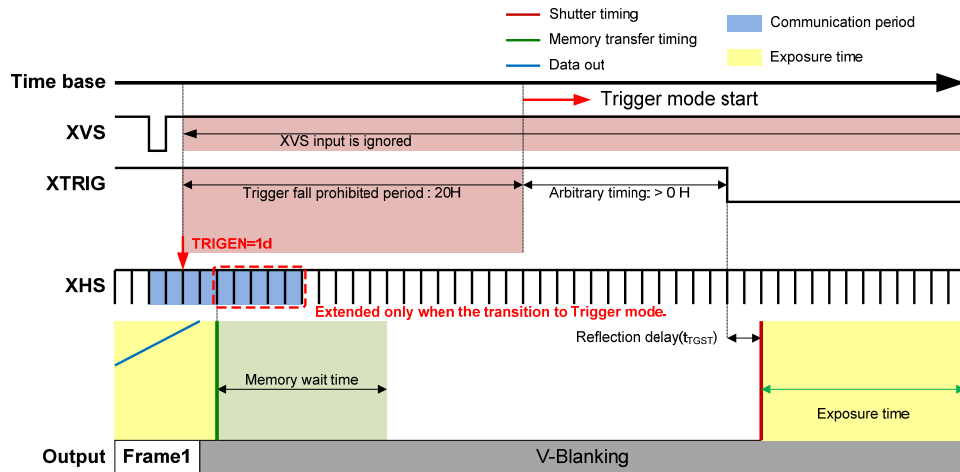 Shutter timing
Communication period
Memory transfer timing
Data out
Exposure time
Time base
Trigger mode start
XVS
XVS input is ignored
XTRIG
Trigger fall prohibited period : 20H
Arbitrary timing: > 0 H
TRIGEN=1d
XHS
Extended only when the transition to Trigger mode.
Reflection delay(tTGST)
Memory wait time
Exposure time
Output
Frame1
V-Blanking